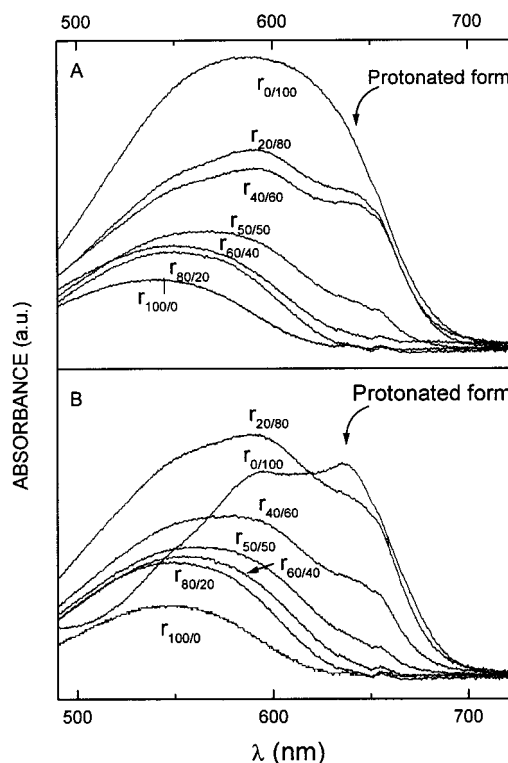 500 600 700
A
Protonated form
r0/100
r20/80
r40/60
r50/50
r60/40
r80/20
r100/0
ABSORBANCE (a.u.)
B
Protonated form
r20/80
r0/100
r40/60
r50/50
r60/40
r80/20
r100/0
500 600 700
λ (nm)